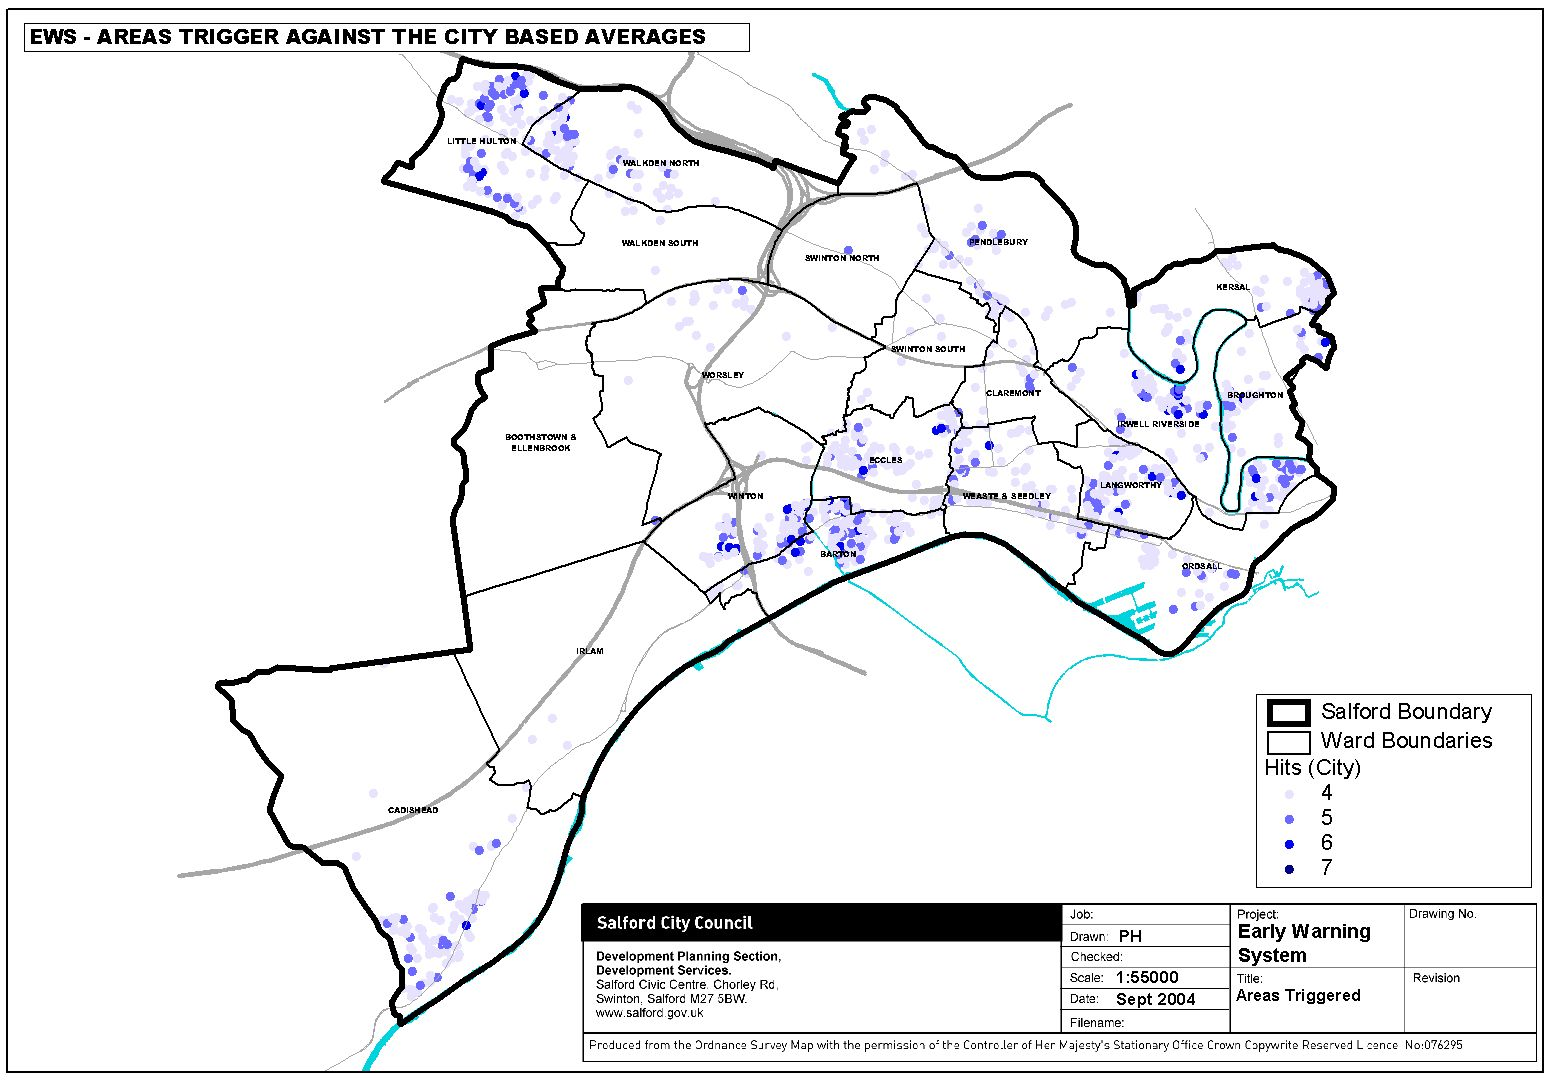 EWS - AREAS TRIGGER AGAINST THE CITY BASED AVERAGES
LITTLE HULTON
WALKDEN NORTH
WALKDEN SOUTH
SWINTON NORTH
PENDLEBURY
KERSAL
SWINTON SOUTH
WORSLEY
CLAREMONT
BROUGHTON
IRWELL RIVERSIDE
BOOTHSTOWN &
ELLENBROOK
ECCLES
LANGWORTHY
WINTON
WEASTE & SEEDLEY
BARTON
ORDSALL
IRLAM
CADISHEAD
Salford Boundary
Ward Boundaries
Hits (City)
4
5
6
7
Salford City Council
Development Planning Section,
Development Services.
Salford Civic Centre, Chorley Rd,
Swinton, Salford M27 5BW.
www.salford.gov.uk
Job:
Drawn: PH
Checked:
Scale: 1:55000
Date: Sept 2004
Filename:
Project:
Early Warning
System
Title:
Areas Triggered
Drawing No.
Revision
Produced from the Ordnance Survey Map with the permission of the Controller of Her Majesty's Stationary Office Crown Copywrite Reserved Licence No:076295